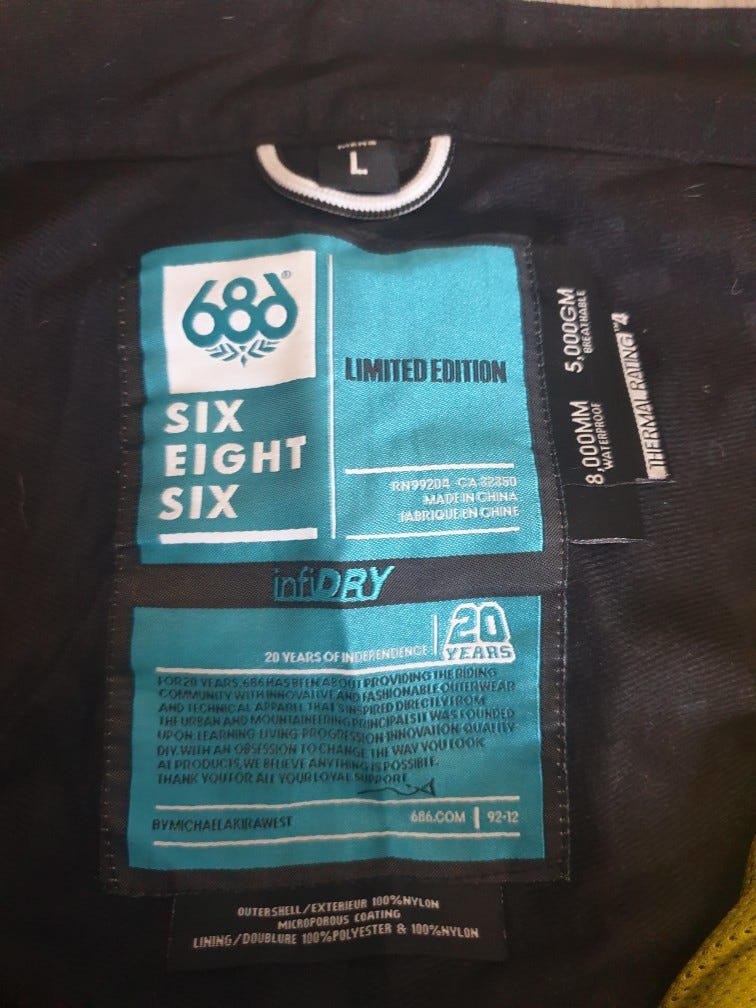 MENS
L
686®
SIX
EIGHT
SIX
LIMITED EDITION
RN99204 CA 32350
MADE IN CHINA
FABRIQUE EN CHINE
8,000MM
WATERPROOF
5,000GM
BREATHABLE
THERMAL RATING™4
infiDRY
20 YEARS OF INDEPENDENCE
20
YEARS
FOR 20 YEARS, 686 HAS BEEN ABOUT PROVIDING THE RIDING
COMMUNITY WITH INNOVATIVE AND FASHIONABLE OUTERWEAR
AND TECHNICAL APPAREL THAT'S INSPIRED DIRECTLY FROM
THE URBAN AND MOUNTAINEERING PRINCIPALS IT WAS FOUNDED
UPON: LEARNING·LIVING·PROGRESSION·INNOVATION·QUALITY·
DIY. WITH AN OBSESSION TO CHANGE THE WAY YOU LOOK
AT PRODUCTS, WE BELIEVE ANYTHING IS POSSIBLE.
THANK YOU FOR ALL YOUR LOYAL SUPPORT
BY MICHAEL AKIRA WEST
686.COM
92-12
OUTERSHELL/EXTERIEUR 100%NYLON
MICROPOROUS COATING
LINING/DOUBLURE 100%POLYESTER & 100%NYLON